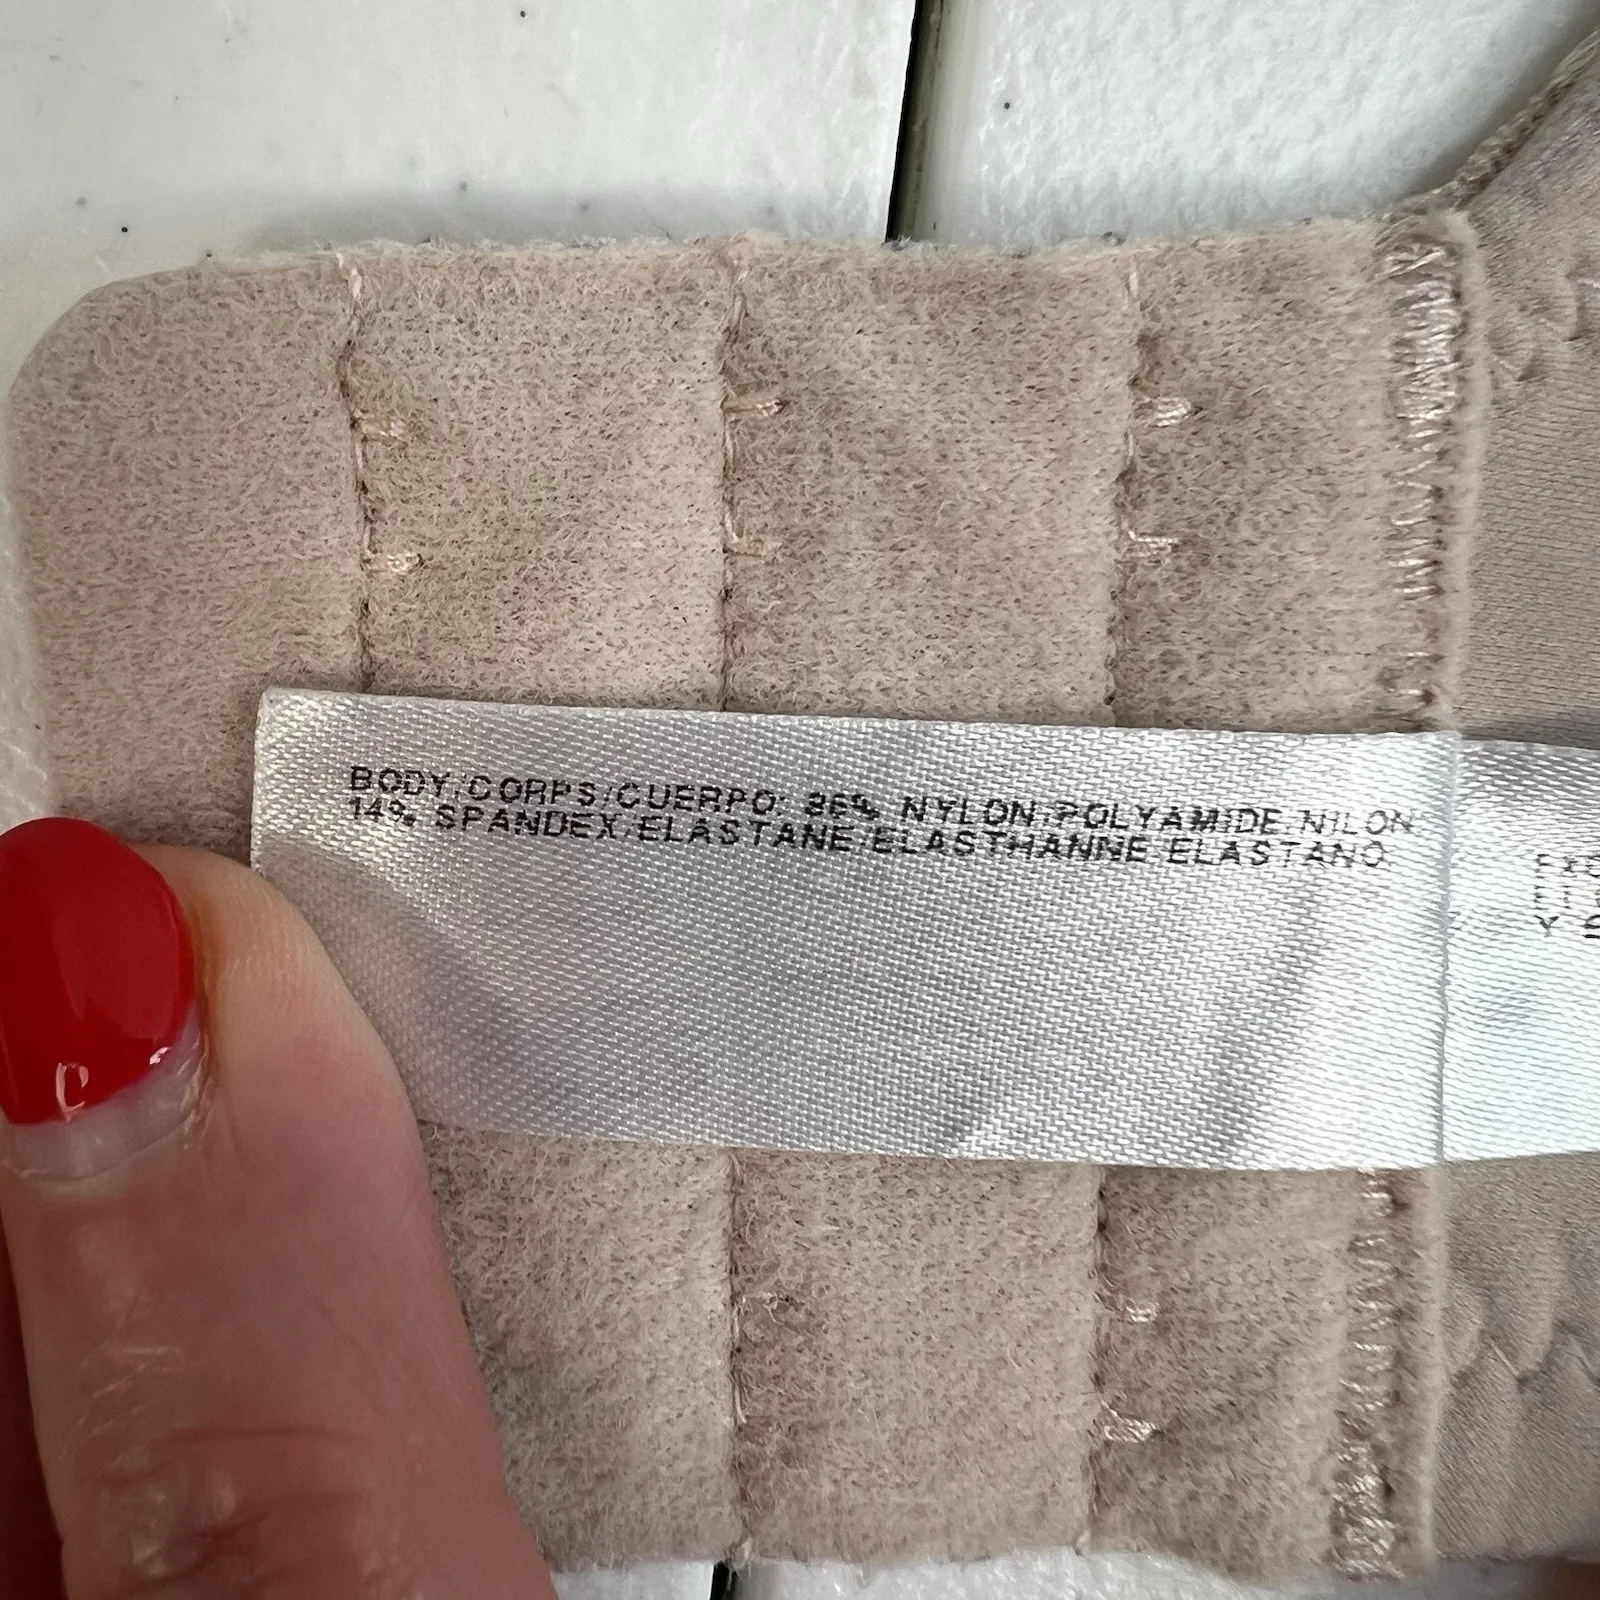 BODY/CORPS/CUERPO: 86% NYLON/POLYAMIDE/NILON
14% SPANDEX/ELASTANE/ELASTHANNE/ELASTANO